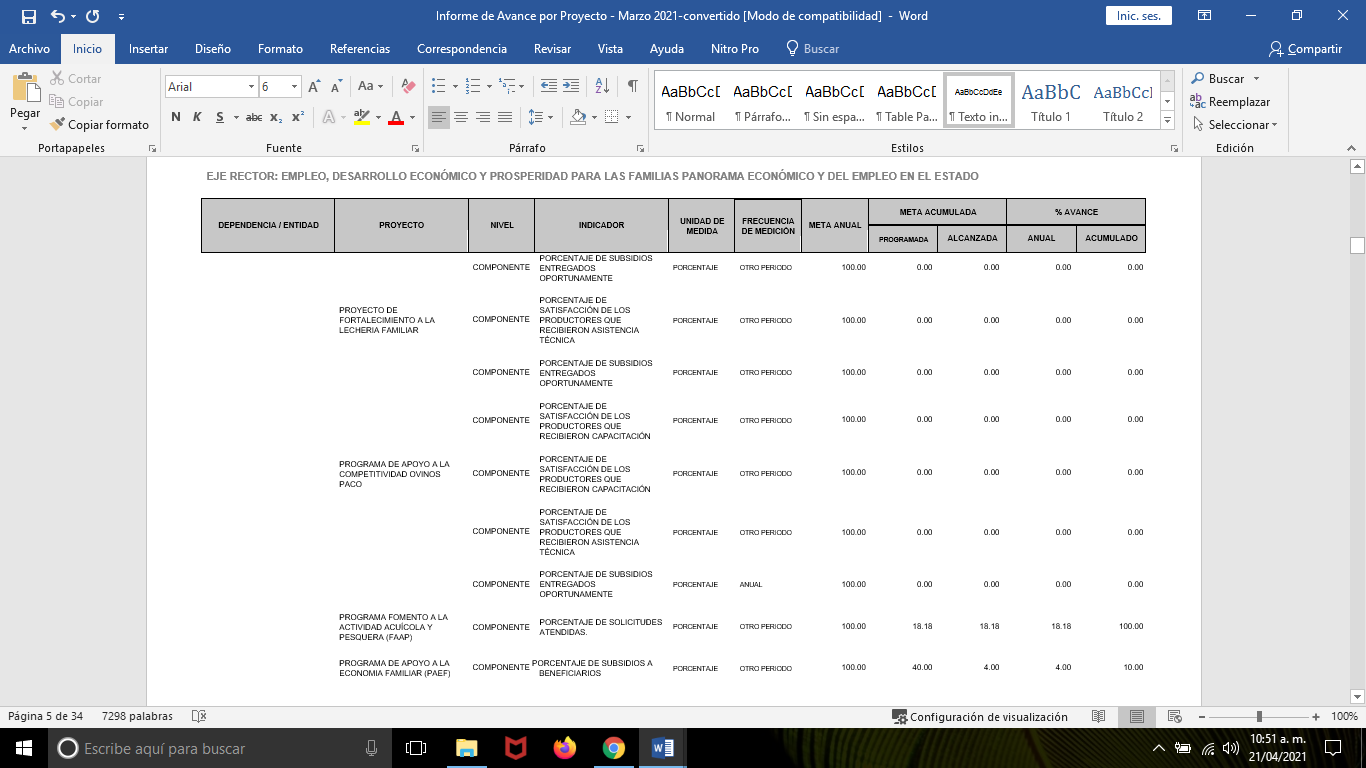 Informe de Avance por Proyecto - Marzo 2021-convertido [Modo de compatibilidad] - Word
Inic. ses.
Archivo Inicio Insertar Diseño Formato Referencias Correspondencia Revisar Vista Ayuda Nitro Pro Buscar Compartir
Pegar
Cortar
Copiar
Copiar formato
Portapapeles
Arial 6 A A Aa
N K S abc x₂ x² A A
Fuente
Párrafo
AaBbCcD AaBbCcD AaBbCcD AaBbCcD AaBbCcDdEe AaBbC AaBbCcI
¶ Normal ¶ Párrafo... ¶ Sin espa... ¶ Table Pa... ¶ Texto in... Título 1 Título 2
Estilos
Buscar
Reemplazar
Seleccionar
Edición
EJE RECTOR: EMPLEO, DESARROLLO ECONÓMICO Y PROSPERIDAD PARA LAS FAMILIAS PANORAMA ECONÓMICO Y DEL EMPLEO EN EL ESTADO
DEPENDENCIA / ENTIDAD PROYECTO NIVEL INDICADOR
UNIDAD DE
MEDIDA
FRECUENCIA
DE MEDICIÓN
META ANUAL
META ACUMULADA
% AVANCE
PROGRAMADA ALCANZADA ANUAL ACUMULADO
COMPONENTE
PORCENTAJE DE SUBSIDIOS
ENTREGADOS
OPORTUNAMENTE
PORCENTAJE OTRO PERIODO 100.00 0.00 0.00 0.00 0.00
PROYECTO DE
FORTALECIMIENTO A LA
LECHERIA FAMILIAR
COMPONENTE
PORCENTAJE DE
SATISFACCIÓN DE LOS
PRODUCTORES QUE
RECIBIERON ASISTENCIA
TÉCNICA
PORCENTAJE OTRO PERIODO 100.00 0.00 0.00 0.00 0.00
COMPONENTE
PORCENTAJE DE SUBSIDIOS
ENTREGADOS
OPORTUNAMENTE
PORCENTAJE OTRO PERIODO 100.00 0.00 0.00 0.00 0.00
COMPONENTE
PORCENTAJE DE
SATISFACCIÓN DE LOS
PRODUCTORES QUE
RECIBIERON CAPACITACIÓN
PORCENTAJE OTRO PERIODO 100.00 0.00 0.00 0.00 0.00
PROGRAMA DE APOYO A LA
COMPETITIVIDAD OVINOS
PACO
COMPONENTE
PORCENTAJE DE
SATISFACCIÓN DE LOS
PRODUCTORES QUE
RECIBIERON CAPACITACIÓN
PORCENTAJE OTRO PERIODO 100.00 0.00 0.00 0.00 0.00
COMPONENTE
PORCENTAJE DE
SATISFACCIÓN DE LOS
PRODUCTORES QUE
RECIBIERON ASISTENCIA
TÉCNICA
PORCENTAJE OTRO PERIODO 100.00 0.00 0.00 0.00 0.00
COMPONENTE
PORCENTAJE DE SUBSIDIOS
ENTREGADOS
OPORTUNAMENTE
PORCENTAJE ANUAL 100.00 0.00 0.00 0.00 0.00
PROGRAMA FOMENTO A LA
ACTIVIDAD ACUÍCOLA Y
PESQUERA (FAAP)
COMPONENTE
PORCENTAJE DE SOLICITUDES
ATENDIDAS.
PORCENTAJE OTRO PERIODO 100.00 18.18 18.18 18.18 100.00
PROGRAMA DE APOYO A LA
ECONOMIA FAMILIAR (PAEF)
COMPONENTE
PORCENTAJE DE SUBSIDIOS A
BENEFICIARIOS
PORCENTAJE OTRO PERIODO 100.00 40.00 4.00 4.00 10.00
Página 5 de 34 7298 palabras Configuración de visualización 100%
Escribe aquí para buscar
10:51 a. m.
21/04/2021